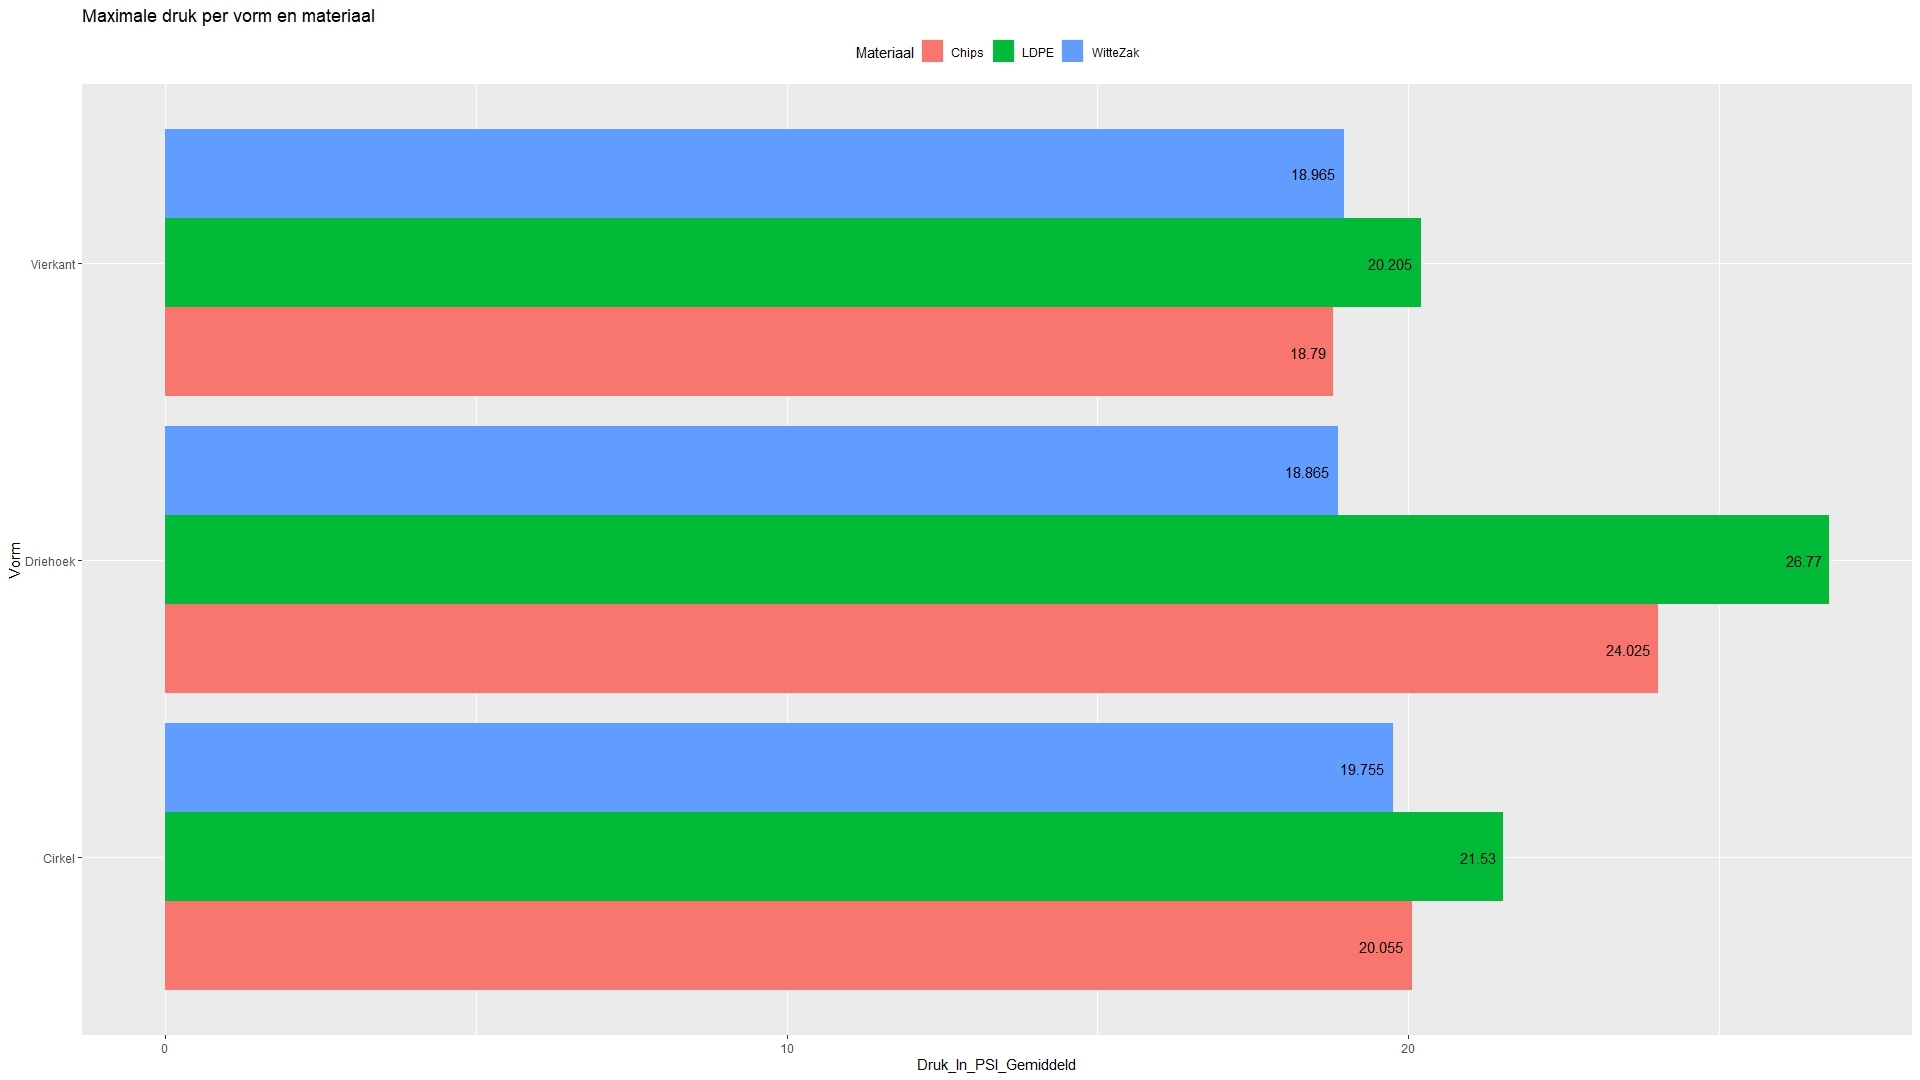 Maximale druk per vorm en materiaal
Materiaal Chips LDPE WitteZak
18.965
Vierkant 20.205
18.79
18.865
Driehoek 26.77
24.025
Vorm
19.755
Cirkel 21.53
20.055
0 10 20
Druk_In_PSI_Gemiddeld